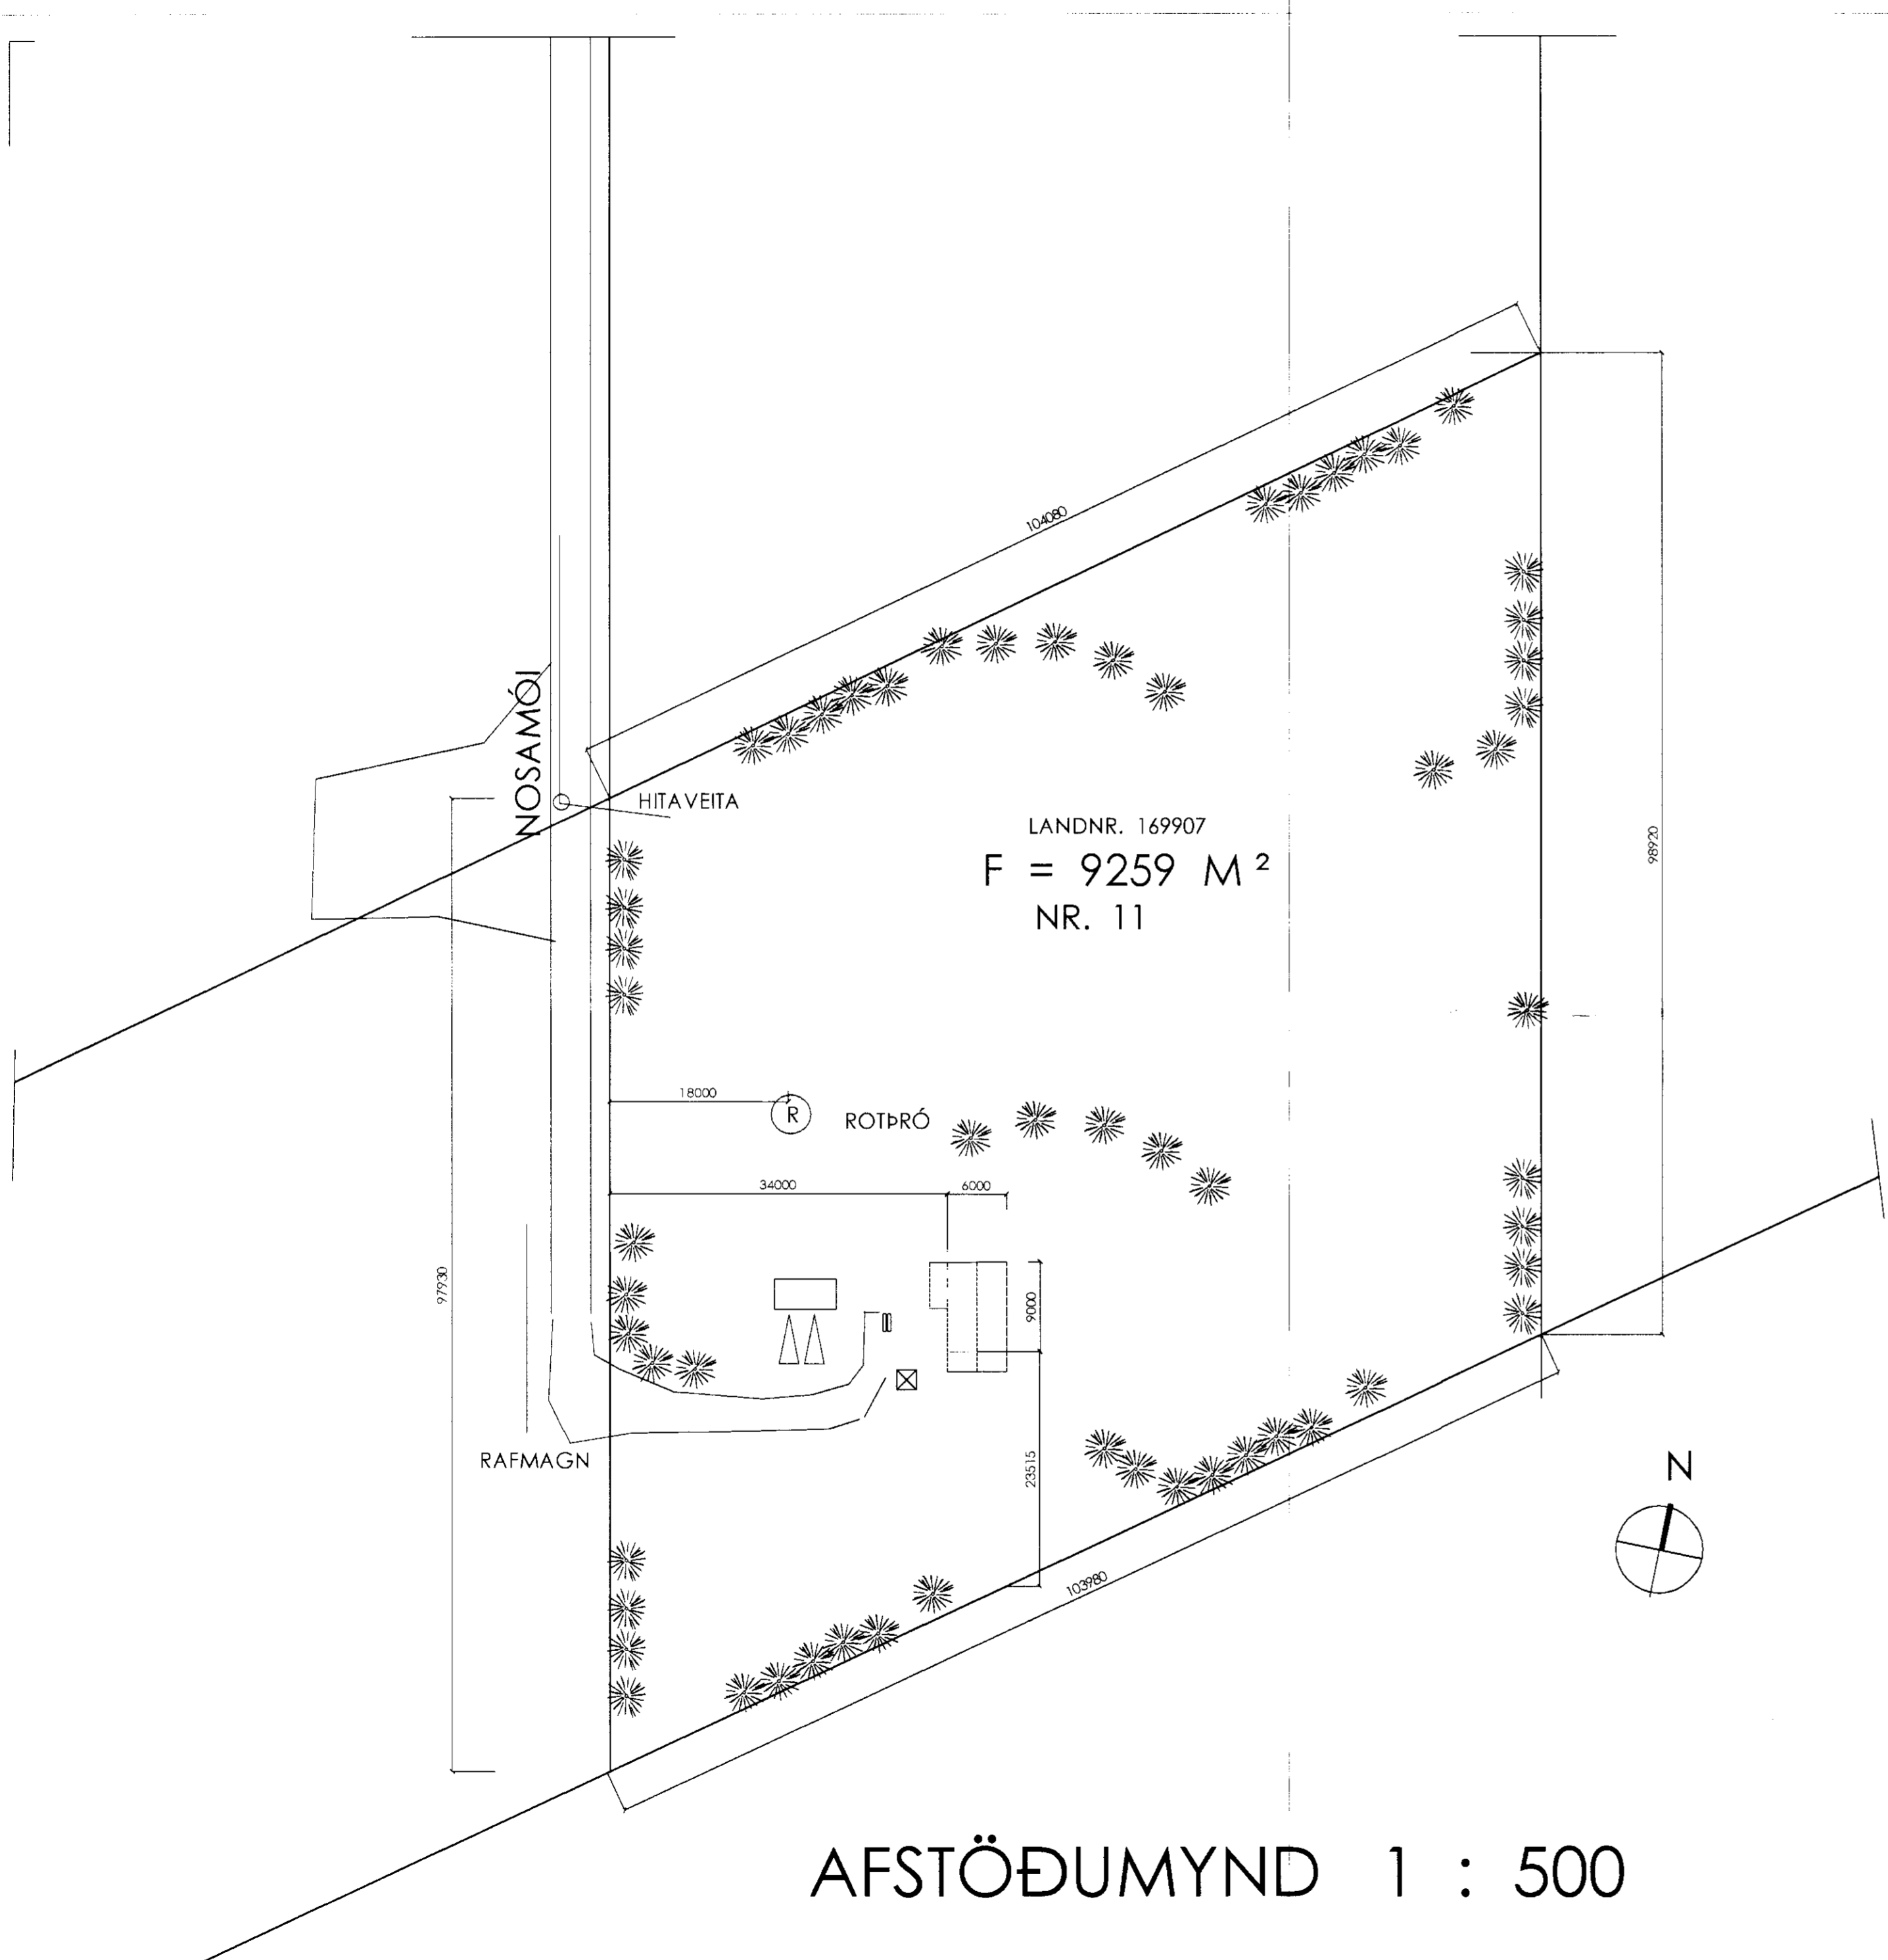 104080
NOSAMÓI
HITAVEITA
LANDNR. 169907
F = 9259 M²
NR. 11
98920
18000
R
ROTÞRÓ
34000
6000
97930
9000
RAFMAGN
23515
N
103980
AFSTÖÐUMYND 1 : 500